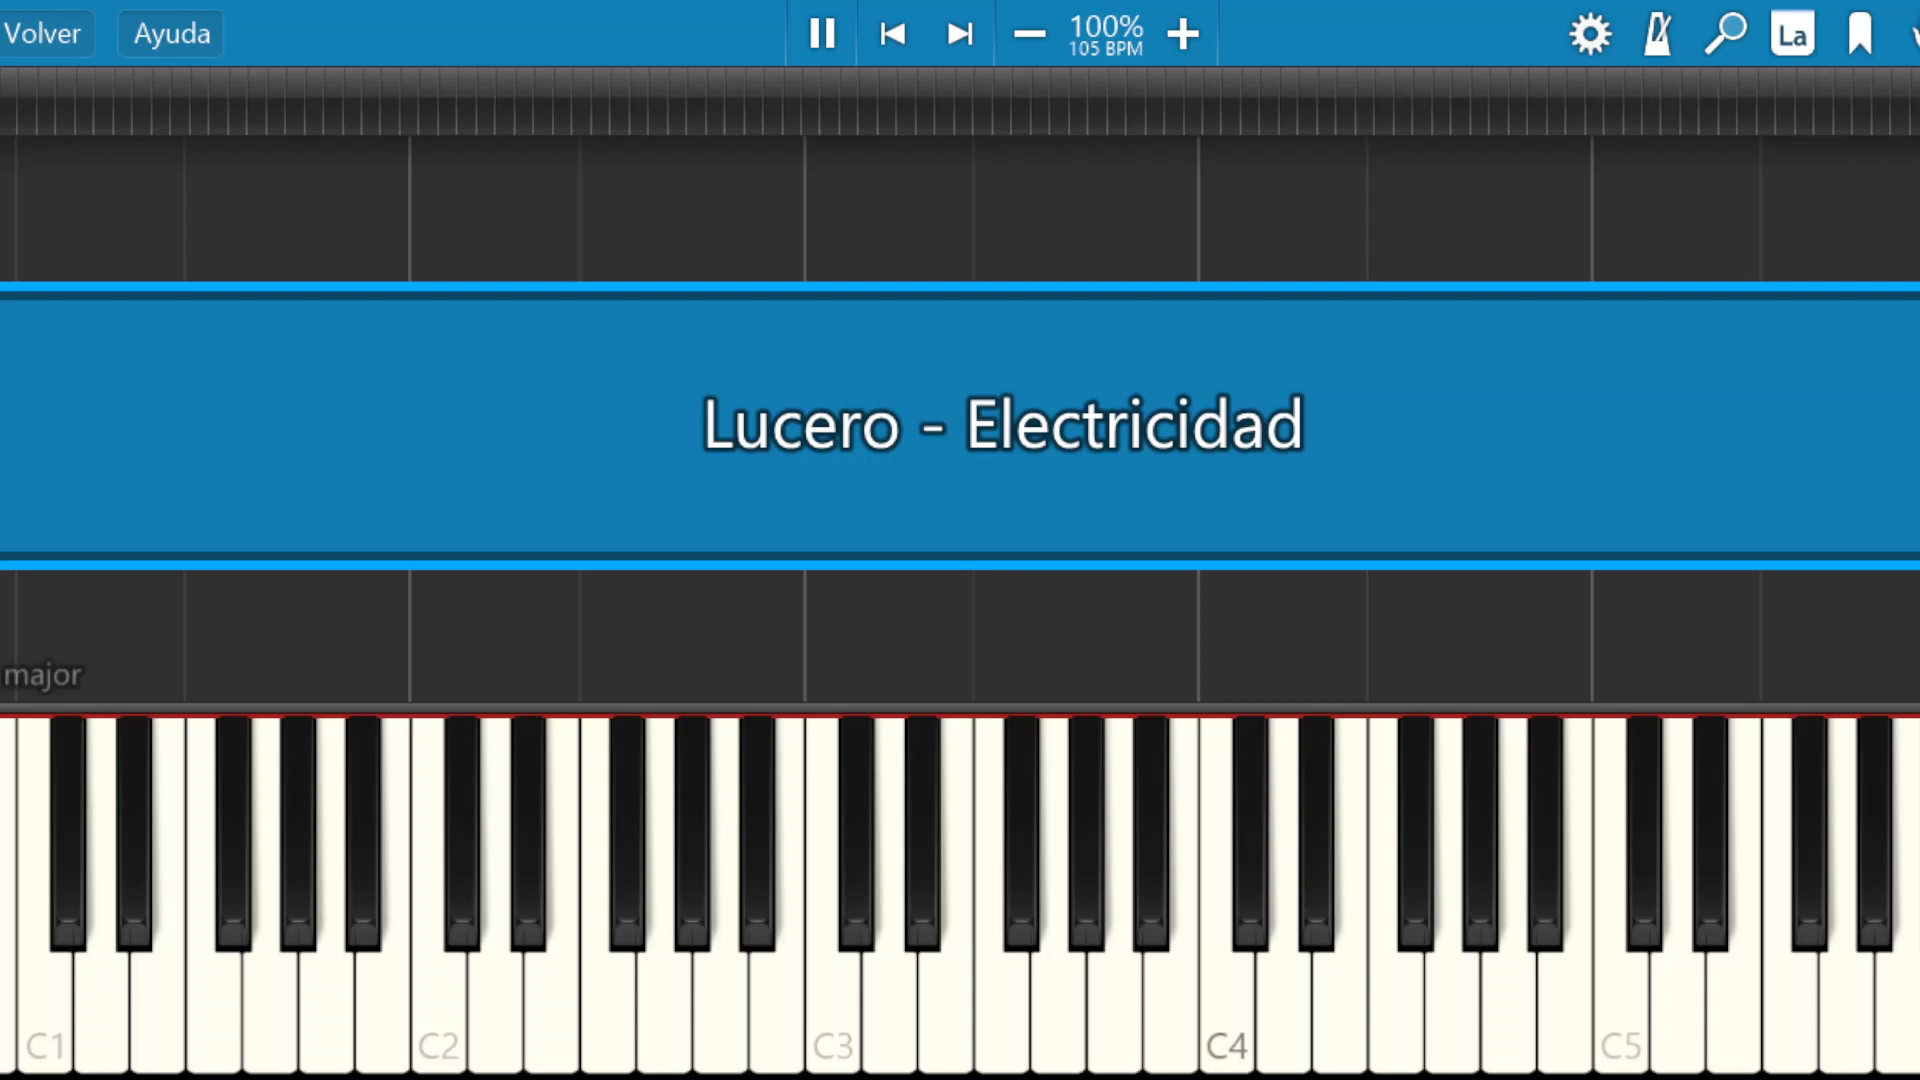 Volver Ayuda 100% La
105 BPM
Lucero - Electricidad
major
C1 C2 C3 C4 C5